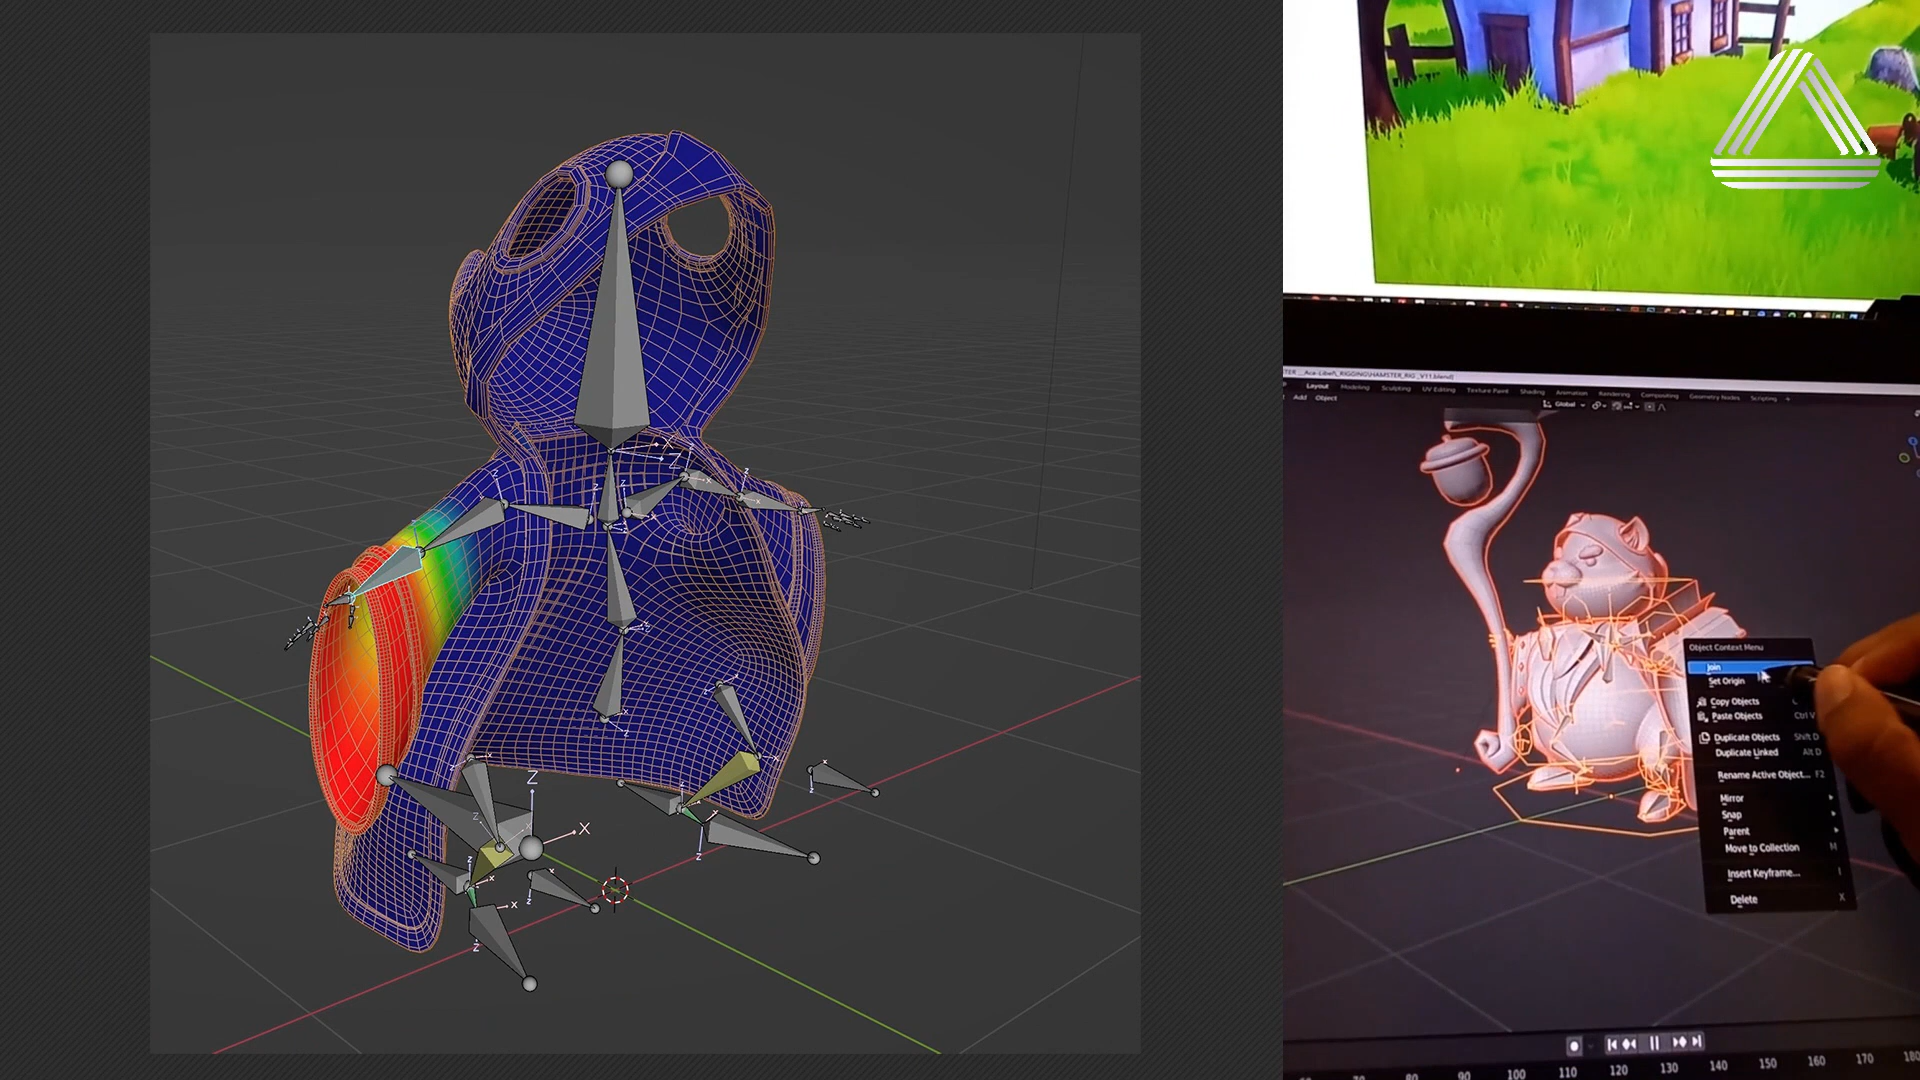 Layout Modeling Sculpting UV Editing Texture Paint Shading Animation Rendering Compositing Geometry Nodes Scripting +
Add Object
Global
Object Context Menu
Join
Set Origin
Copy Objects
Paste Objects Ctrl V
Duplicate Objects Shift D
Duplicate Linked Alt D
Rename Active Object... F2
Mirror
Snap
Parent
Move to Collection M
Insert Keyframe... I
Delete X
Z
X
90 100 110 120 130 140 150 160 170 180